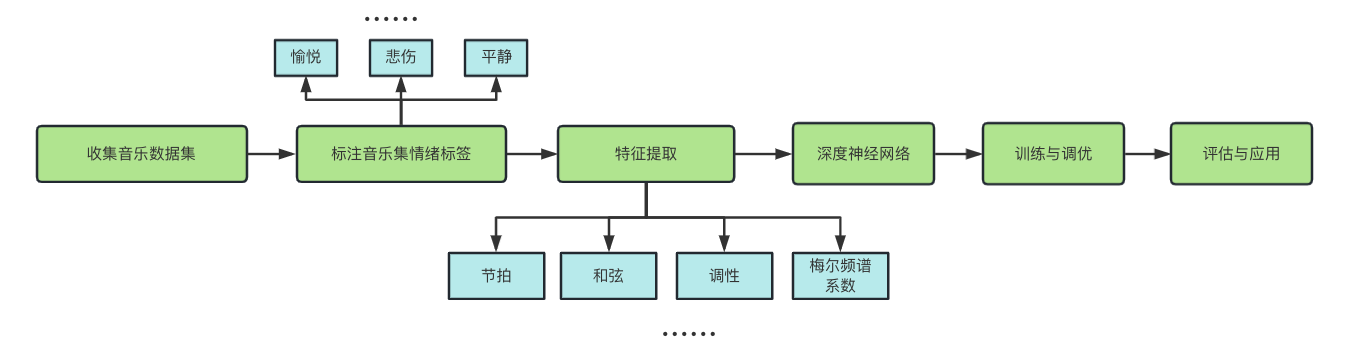 ……
愉悦
悲伤
平静
收集音乐数据集
标注音乐集情绪标签
特征提取
深度神经网络
训练与调优
评估与应用
节拍
和弦
调性
梅尔频谱
系数
……